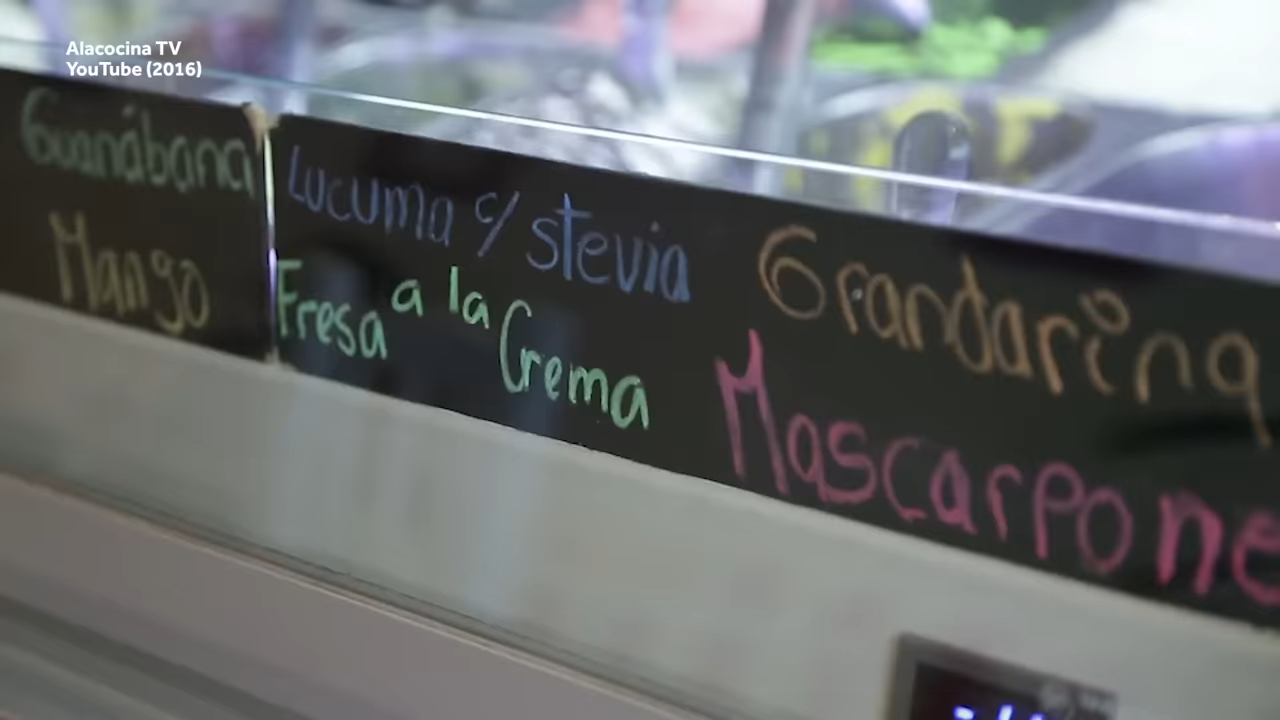 Alacocina TV
YouTube (2016)
Guanábana
Mango
Lucuma c/ stevia
Fresa a la Crema
Grandarina
Mascarpone